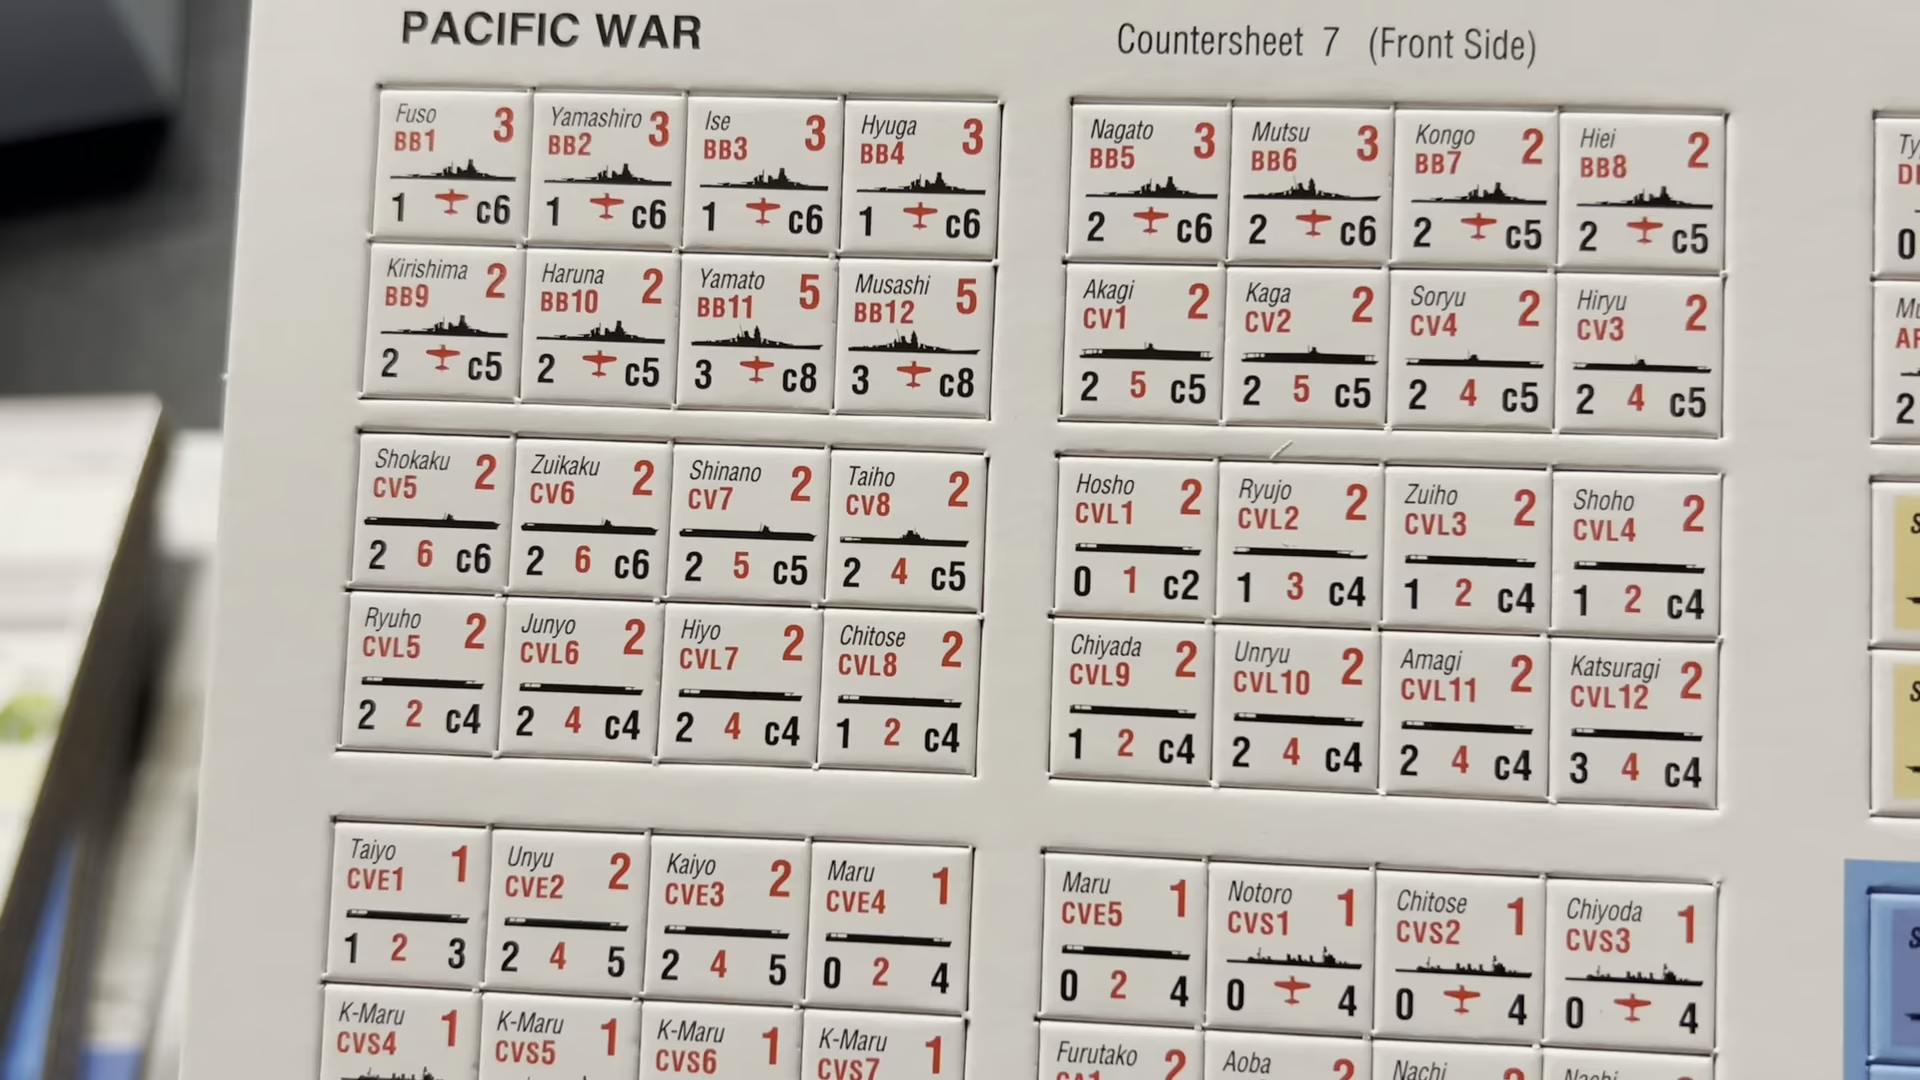 PACIFIC WAR
Countersheet 7 (Front Side)
Fuso 3
BB1
1 c6
Yamashiro 3
BB2
1 c6
Ise 3
BB3
1 c6
Hyuga 3
BB4
1 c6
Nagato 3
BB5
2 c6
Mutsu 3
BB6
2 c6
Kongo 2
BB7
2 c5
Hiei 2
BB8
2 c5
Kirishima 2
BB9
2 c5
Haruna 2
BB10
2 c5
Yamato 5
BB11
3 c8
Musashi 5
BB12
3 c8
Akagi 2
CV1
2 5 c5
Kaga 2
CV2
2 5 c5
Soryu 2
CV4
2 4 c5
Hiryu 2
CV3
2 4 c5
Shokaku 2
CV5
2 6 c6
Zuikaku 2
CV6
2 6 c6
Shinano 2
CV7
2 5 c5
Taiho 2
CV8
2 4 c5
Hosho 2
CVL1
0 1 c2
Ryujo 2
CVL2
1 3 c4
Zuiho 2
CVL3
1 2 c4
Shoho 2
CVL4
1 2 c4
Ryuho 2
CVL5
2 2 c4
Junyo 2
CVL6
2 4 c4
Hiyo 2
CVL7
2 4 c4
Chitose 2
CVL8
1 2 c4
Chiyada 2
CVL9
1 2 c4
Unryu 2
CVL10
2 4 c4
Amagi 2
CVL11
2 4 c4
Katsuragi 2
CVL12
3 4 c4
Taiyo 1
CVE1
1 2 3
Unyu 2
CVE2
2 4 5
Kaiyo 2
CVE3
2 4 5
Maru 1
CVE4
0 2 4
Maru 1
CVE5
0 2 4
Notoro 1
CVS1
0 4
Chitose 1
CVS2
0 4
Chiyoda 1
CVS3
0 4
K-Maru 1
CVS4
K-Maru 1
CVS5
K-Maru 1
CVS6
K-Maru 1
CVS7
Furutako 2
CA1
Aoba 2
Nachi
Nachi